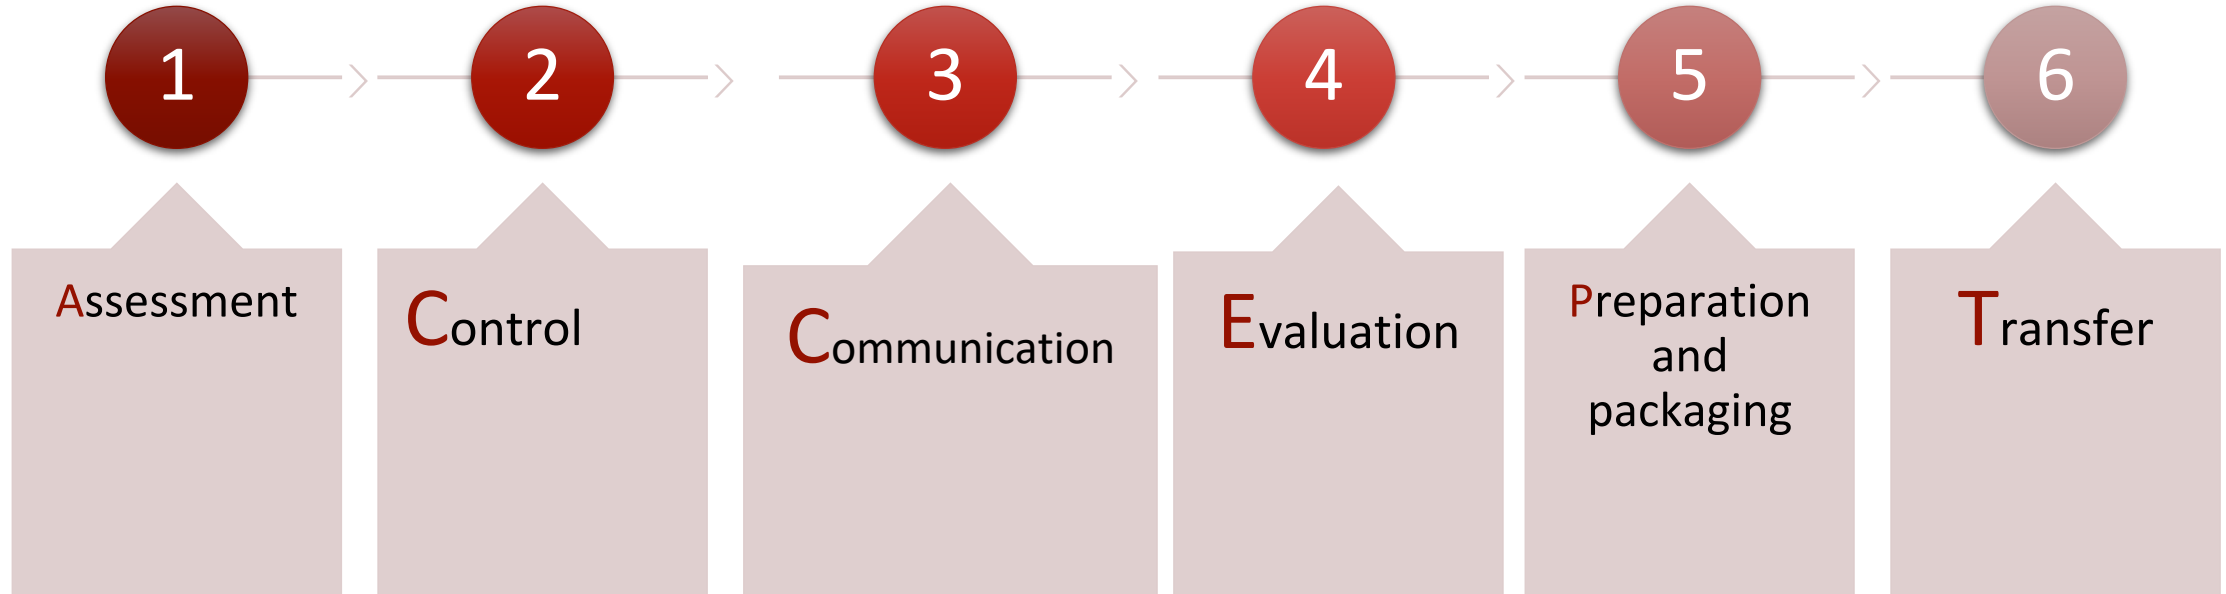 1
2
3
4
5
6
Assessment
Control
Communication
Evaluation
Preparation
and
packaging
Transfer